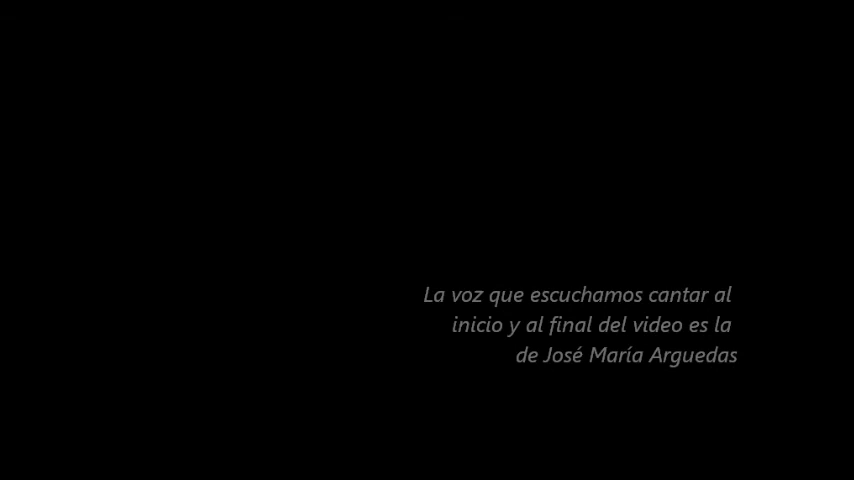 La voz que escuchamos cantar al
inicio y al final del video es la
de José María Arguedas